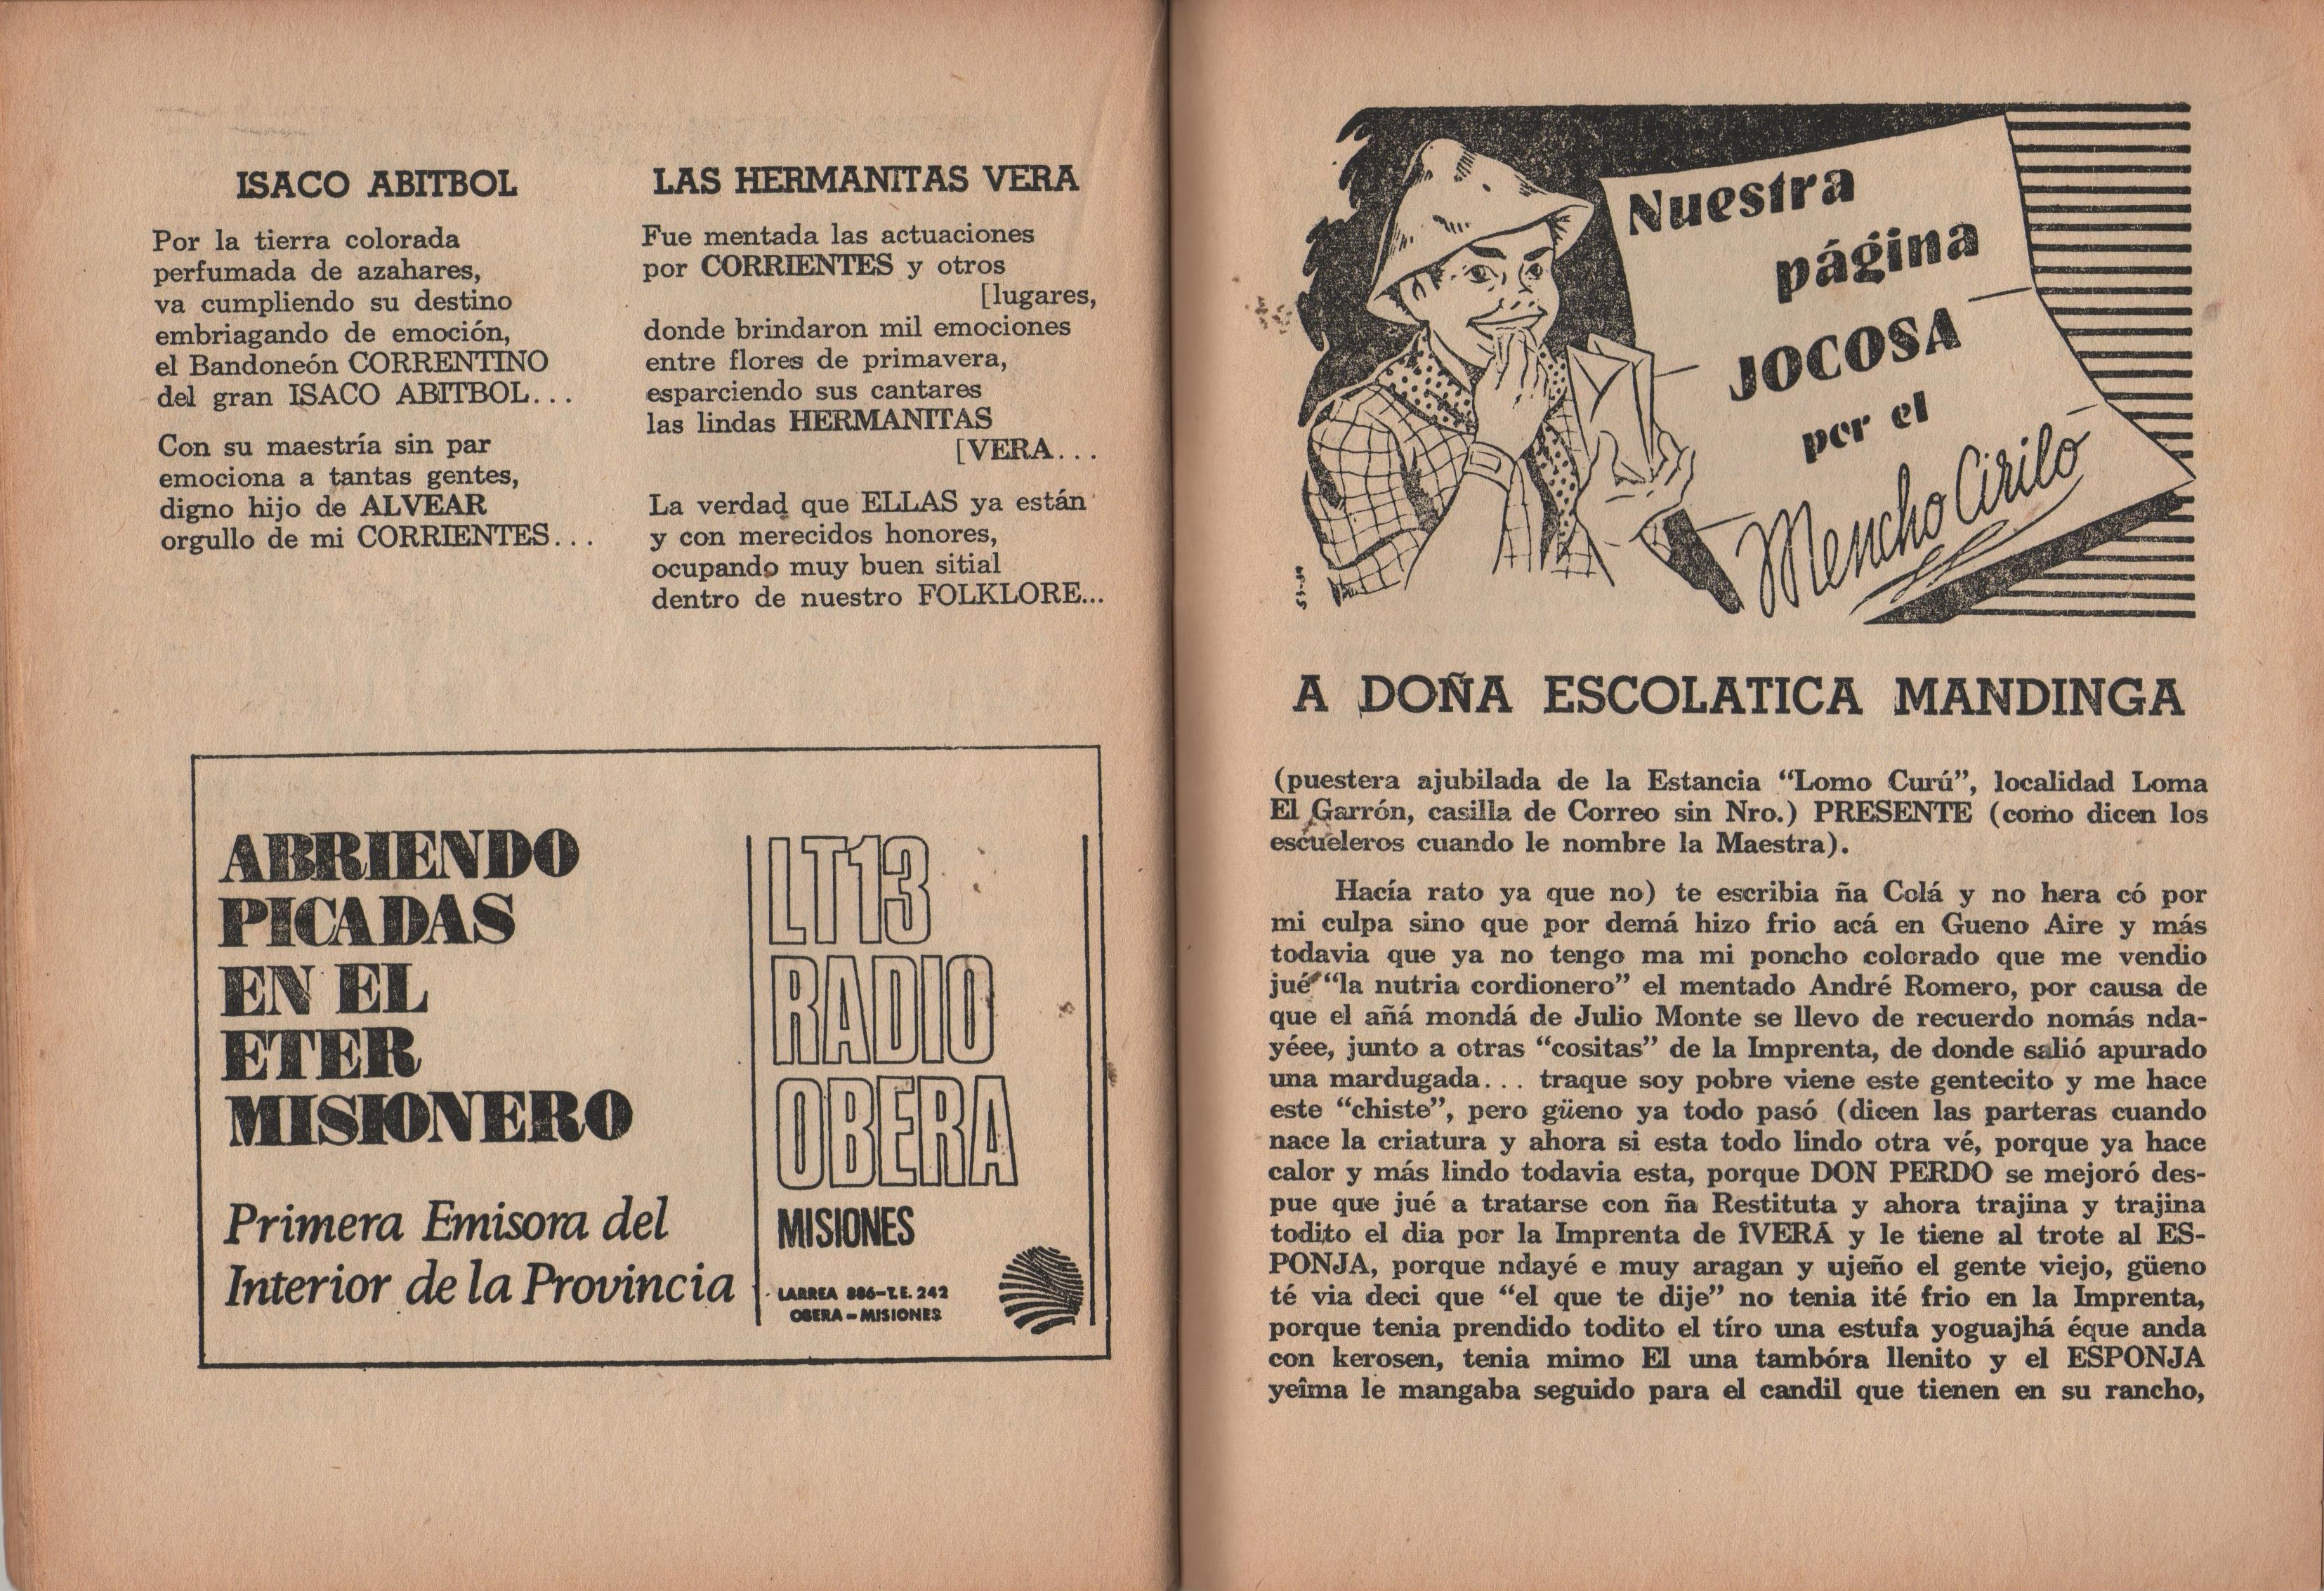 ISACO ABITBOL
Por la tierra colorada
perfumada de azahares,
va cumpliendo su destino
embriagando de emoción,
el Bandoneón CORRENTINO
del gran ISACO ABITBOL...
Con su maestría sin par
emociona a tantas gentes,
digno hijo de ALVEAR
orgullo de mi CORRIENTES...
LAS HERMANITAS VERA
Fue mentada las actuaciones
por CORRIENTES y otros
[lugares,
donde brindaron mil emociones
entre flores de primavera,
esparciendo sus cantares
las lindas HERMANITAS
[VERA...
La verdad que ELLAS ya están
y con merecidos honores,
ocupando muy buen sitial
dentro de nuestro FOLKLORE...
ABRIENDO
PICADAS
EN EL
ETER
MISIONERO
Primera Emisora del
Interior de la Provincia
LT13
RADIO
OBERA
MISIONES
LARREA 886-T.E. 242
OBERA - MISIONES
Nuestra
página
JOCOSA
por el
Mencho Cirilo
A DOÑA ESCOLATICA MANDINGA
(puestera ajubilada de la Estancia "Lomo Curú", localidad Loma
El Garrón, casilla de Correo sin Nro.) PRESENTE (como dicen los
escueleros cuando le nombre la Maestra).
Hacía rato ya que no) te escribia ña Colá y no hera có por
mi culpa sino que por demá hizo frio acá en Gueno Aire y más
todavia que ya no tengo ma mi poncho colorado que me vendio
jué "la nutria cordionero" el mentado André Romero, por causa de
que el añá mondá de Julio Monte se llevo de recuerdo nomás nda-
yéee, junto a otras "cositas" de la Imprenta, de donde salió apurado
una mardugada... traque soy pobre viene este gentecito y me hace
este "chiste", pero güeno ya todo pasó (dicen las parteras cuando
nace la criatura y ahora si esta todo lindo otra vé, porque ya hace
calor y más lindo todavia esta, porque DON PERDO se mejoró des-
pue que jué a tratarse con ña Restituta y ahora trajina y trajina
todito el dia por la Imprenta de ÎVERÁ y le tiene al trote al ES-
PONJA, porque ndayé e muy aragan y ujeño el gente viejo, güeno
té via deci que "el que te dije" no tenia ité frio en la Imprenta,
porque tenia prendido todito el tíro una estufa yoguajhá éque anda
con kerosen, tenia mimo El una tambóra llenito y el ESPONJA
yeîma le mangaba seguido para el candil que tienen en su rancho,